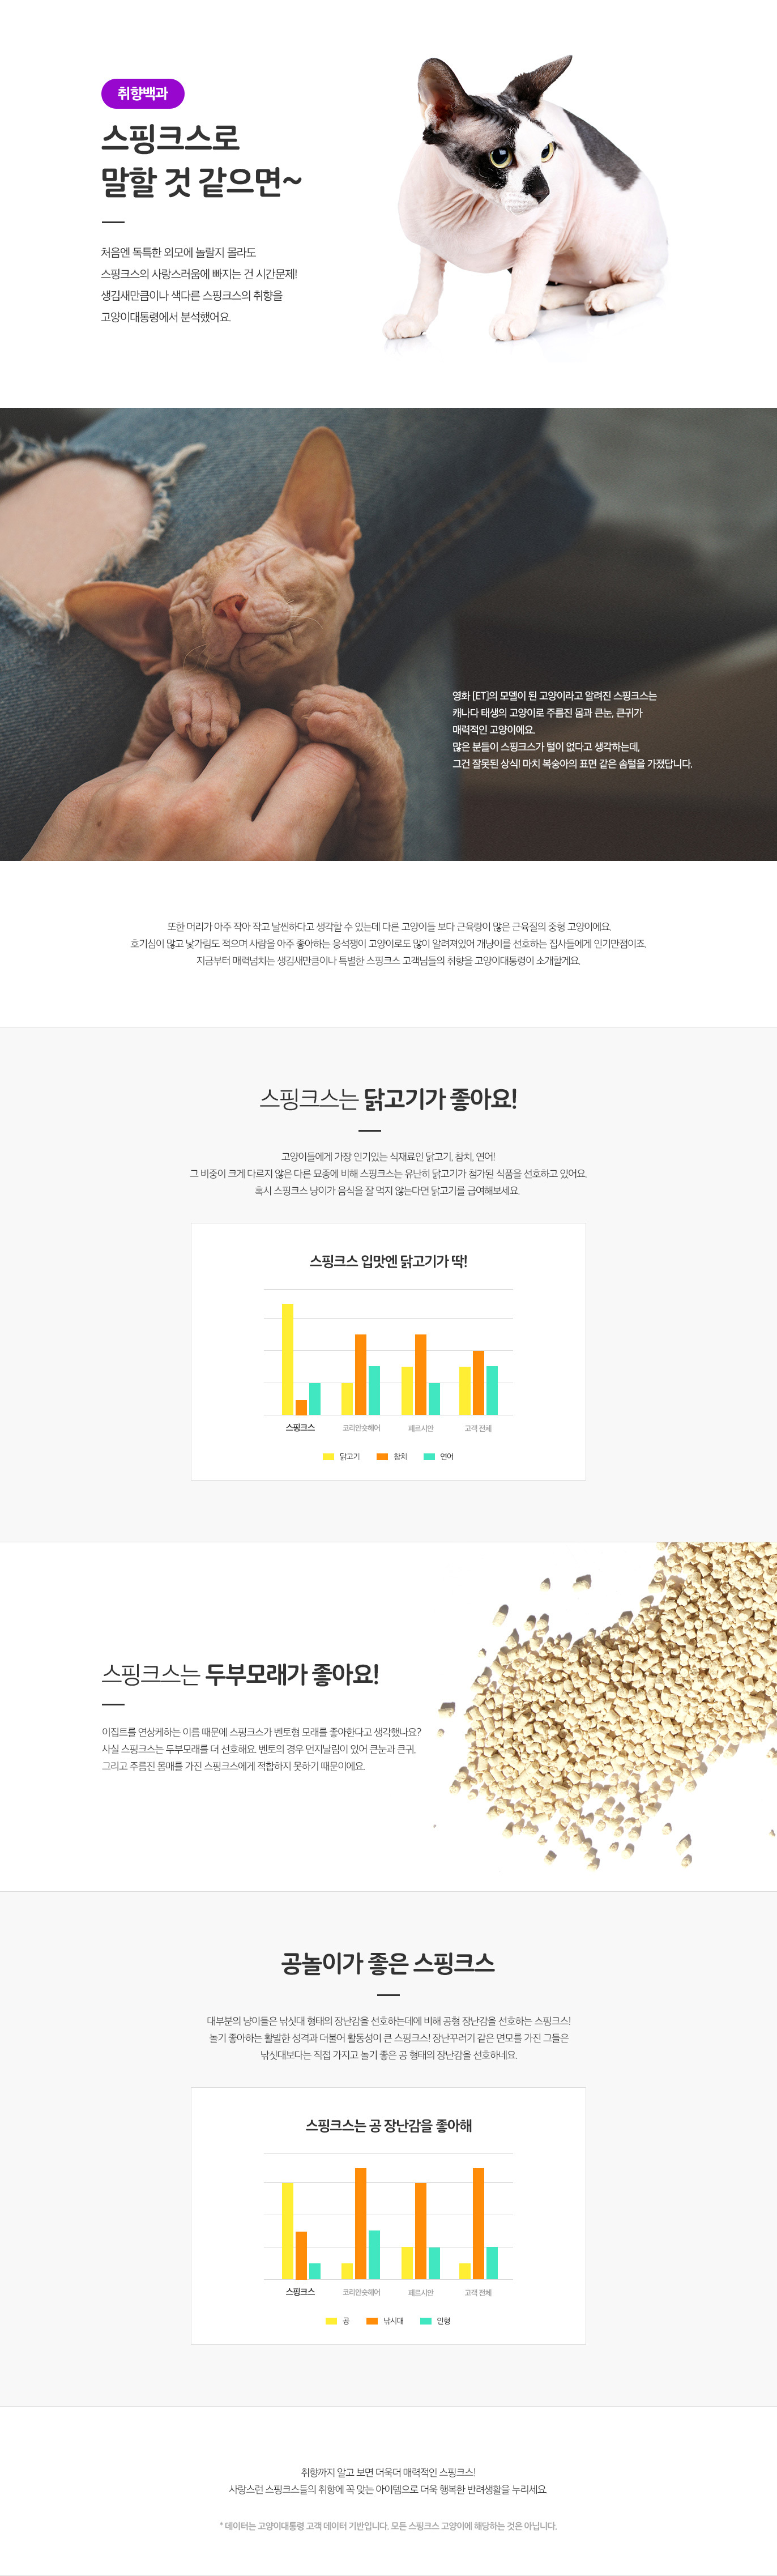 취향백과
스핑크스로
말할 것 같으면~
처음엔 독특한 외모에 놀랄지 몰라도
스핑크스의 사랑스러움에 빠지는 건 시간문제!
생김새만큼이나 색다른 스핑크스의 취향을
고양이대통령에서 분석했어요.
영화 [ET]의 모델이 된 고양이라고 알려진 스핑크스는
캐나다 태생의 고양이로 주름진 몸과 큰눈, 큰귀가
매력적인 고양이에요.
많은 분들이 스핑크스가 털이 없다고 생각하는데,
그건 잘못된 상식! 마치 복숭아의 표면 같은 솜털을 가졌답니다.
또한 머리가 아주 작아 작고 날씬하다고 생각할 수 있는데 다른 고양이들 보다 근육량이 많은 근육질의 중형 고양이에요.
호기심이 많고 낯가림도 적으며 사람을 아주 좋아하는 응석쟁이 고양이로도 많이 알려져있어 개냥이를 선호하는 집사들에게 인기만점이죠.
지금부터 매력넘치는 생김새만큼이나 특별한 스핑크스 고객님들의 취향을 고양이대통령이 소개할게요.
스핑크스는 닭고기가 좋아요!
고양이들에게 가장 인기있는 식재료인 닭고기, 참치, 연어!
그 비중이 크게 다르지 않은 다른 묘종에 비해 스핑크스는 유난히 닭고기가 첨가된 식품을 선호하고 있어요.
혹시 스핑크스 냥이가 음식을 잘 먹지 않는다면 닭고기를 급여해보세요.
스핑크스 입맛엔 닭고기가 딱!
스핑크스 코리안숏헤어 페르시안 고객 전체
닭고기 참치 연어
스핑크스는 두부모래가 좋아요!
이집트를 연상케하는 이름 때문에 스핑크스가 벤토형 모래를 좋아한다고 생각했나요?
사실 스핑크스는 두부모래를 더 선호해요. 벤토의 경우 먼지날림이 있어 큰눈과 큰귀,
그리고 주름진 몸매를 가진 스핑크스에게 적합하지 못하기 때문이에요.
공놀이가 좋은 스핑크스
대부분의 냥이들은 낚싯대 형태의 장난감을 선호하는데에 비해 공형 장난감을 선호하는 스핑크스!
놀기 좋아하는 활발한 성격과 더불어 활동성이 큰 스핑크스! 장난꾸러기 같은 면모를 가진 그들은
낚싯대보다는 직접 가지고 놀기 좋은 공 형태의 장난감을 선호하네요.
스핑크스는 공 장난감을 좋아해
스핑크스 코리안숏헤어 페르시안 고객 전체
공 낚시대 인형
취향까지 알고 보면 더욱더 매력적인 스핑크스!
사랑스런 스핑크스들의 취향에 꼭 맞는 아이템으로 더욱 행복한 반려생활을 누리세요.
* 데이터는 고양이대통령 고객 데이터 기반입니다. 모든 스핑크스 고양이에 해당하는 것은 아닙니다.